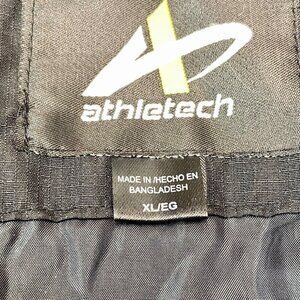 athletech
MADE IN /HECHO EN
BANGLADESH
XL/EG